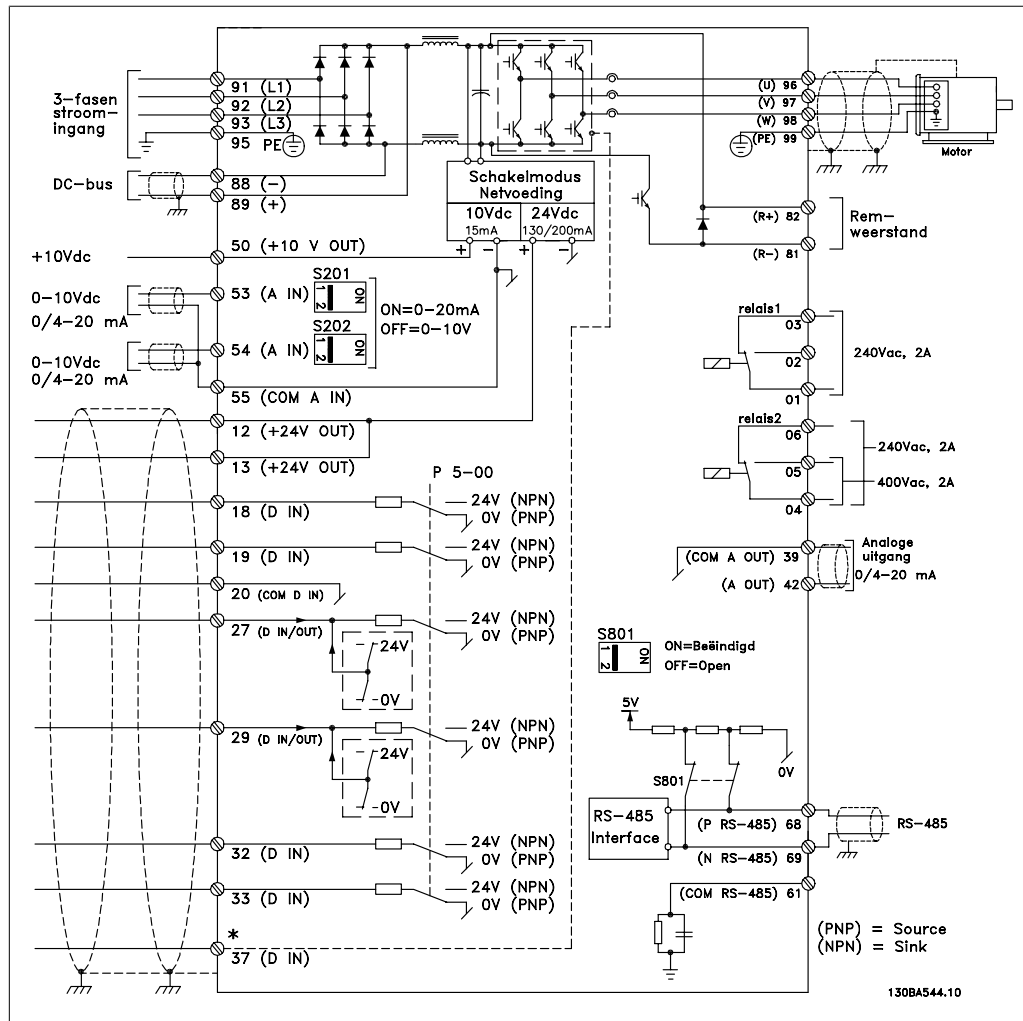 3-fasen
stroom-
ingang
91 (L1)
92 (L2)
93 (L3)
95 PE
DC-bus
88 (-)
89 (+)
+10Vdc
50 (+10 V OUT)
0-10Vdc
0/4-20 mA
53 (A IN)
S201
1 2
ON
ON=0-20mA
OFF=0-10V
0-10Vdc
0/4-20 mA
54 (A IN)
S202
1 2
ON
55 (COM A IN)
12 (+24V OUT)
13 (+24V OUT)
P 5-00
18 (D IN)
24V (NPN)
0V (PNP)
19 (D IN)
24V (NPN)
0V (PNP)
20 (COM D IN)
27 (D IN/OUT)
24V (NPN)
0V (PNP)
24V
0V
29 (D IN/OUT)
24V (NPN)
0V (PNP)
24V
0V
32 (D IN)
24V (NPN)
0V (PNP)
33 (D IN)
24V (NPN)
0V (PNP)
*
37 (D IN)
Schakelmodus
Netvoeding
10Vdc
15mA
24Vdc
130/200mA
+ - + -
(U) 96
(V) 97
(W) 98
(PE) 99
Motor
(R+) 82
(R-) 81
Rem-
weerstand
relais1
03
02
01
240Vac, 2A
relais2
06
05
04
240Vac, 2A
400Vac, 2A
(COM A OUT) 39
(A OUT) 42
Analoge
uitgang
0/4-20 mA
S801
1 2
ON
ON=Beëindigd
OFF=Open
5V
0V
S801
RS-485
Interface
(P RS-485) 68
(N RS-485) 69
(COM RS-485) 61
RS-485
(PNP) = Source
(NPN) = Sink
130BA544.10